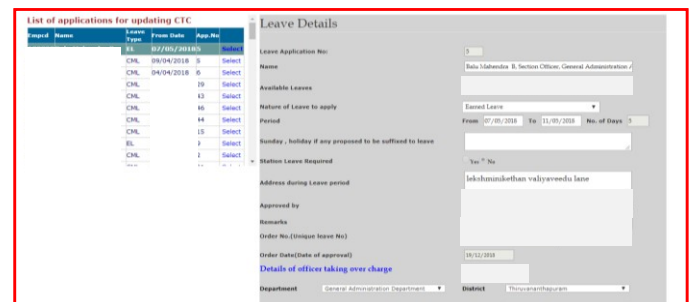 List of applications for updating CTC
Empcd Name Leave Type From Date App.No
EL 07/05/2018 5 Select
CML 09/04/2018 5 Select
CML 04/04/2018 6 Select
CML 39 Select
CML 43 Select
CML 46 Select
CML 44 Select
CML 15 Select
EL Select
CML Select
Leave Details
Leave Application No: 5
Name Balu Mahendra B, Section Officer, General Administration
Available Leaves
Nature of Leave to apply Earned Leave
Period From 07/05/2018 To 11/05/2018 No. of Days 5
Sunday , holiday if any proposed to be suffixed to leave
Station Leave Required Yes No
Address during Leave period lekshminikethan valiyaveedu lane
Approved by
Remarks
Order No.(Unique leave No)
Order Date(Date of approval) 19/12/2018
Details of officer taking over charge
Department General Administration Department District Thiruvananthapuram